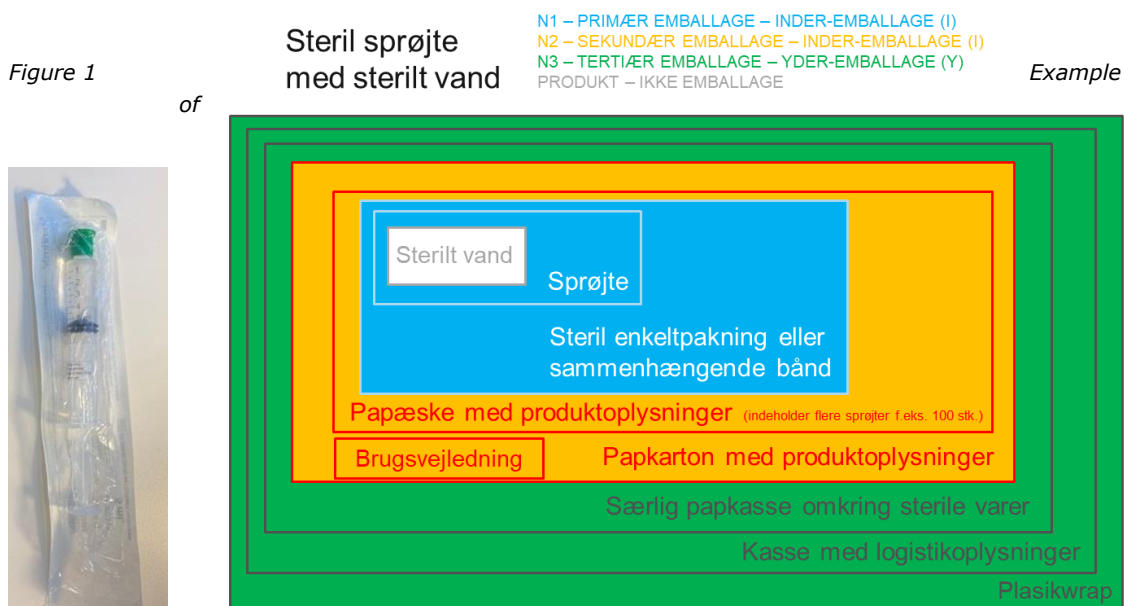 Steril sprøjte
med sterilt vand
N1 – PRIMÆR EMBALLAGE – INDER-EMBALLAGE (I)
N2 – SEKUNDÆR EMBALLAGE – INDER-EMBALLAGE (I)
N3 – TERTIÆR EMBALLAGE – YDER-EMBALLAGE (Y)
PRODUKT – IKKE EMBALLAGE
Figure 1
Example
of
Sterilt vand
Sprøjte
Steril enkeltpakning eller
sammenhængende bånd
Papæske med produktoplysninger (indeholder flere sprøjter f.eks. 100 stk.)
Brugsvejledning
Papkarton med produktoplysninger
Særlig papkasse omkring sterile varer
Kasse med logistikoplysninger
Plasikwrap